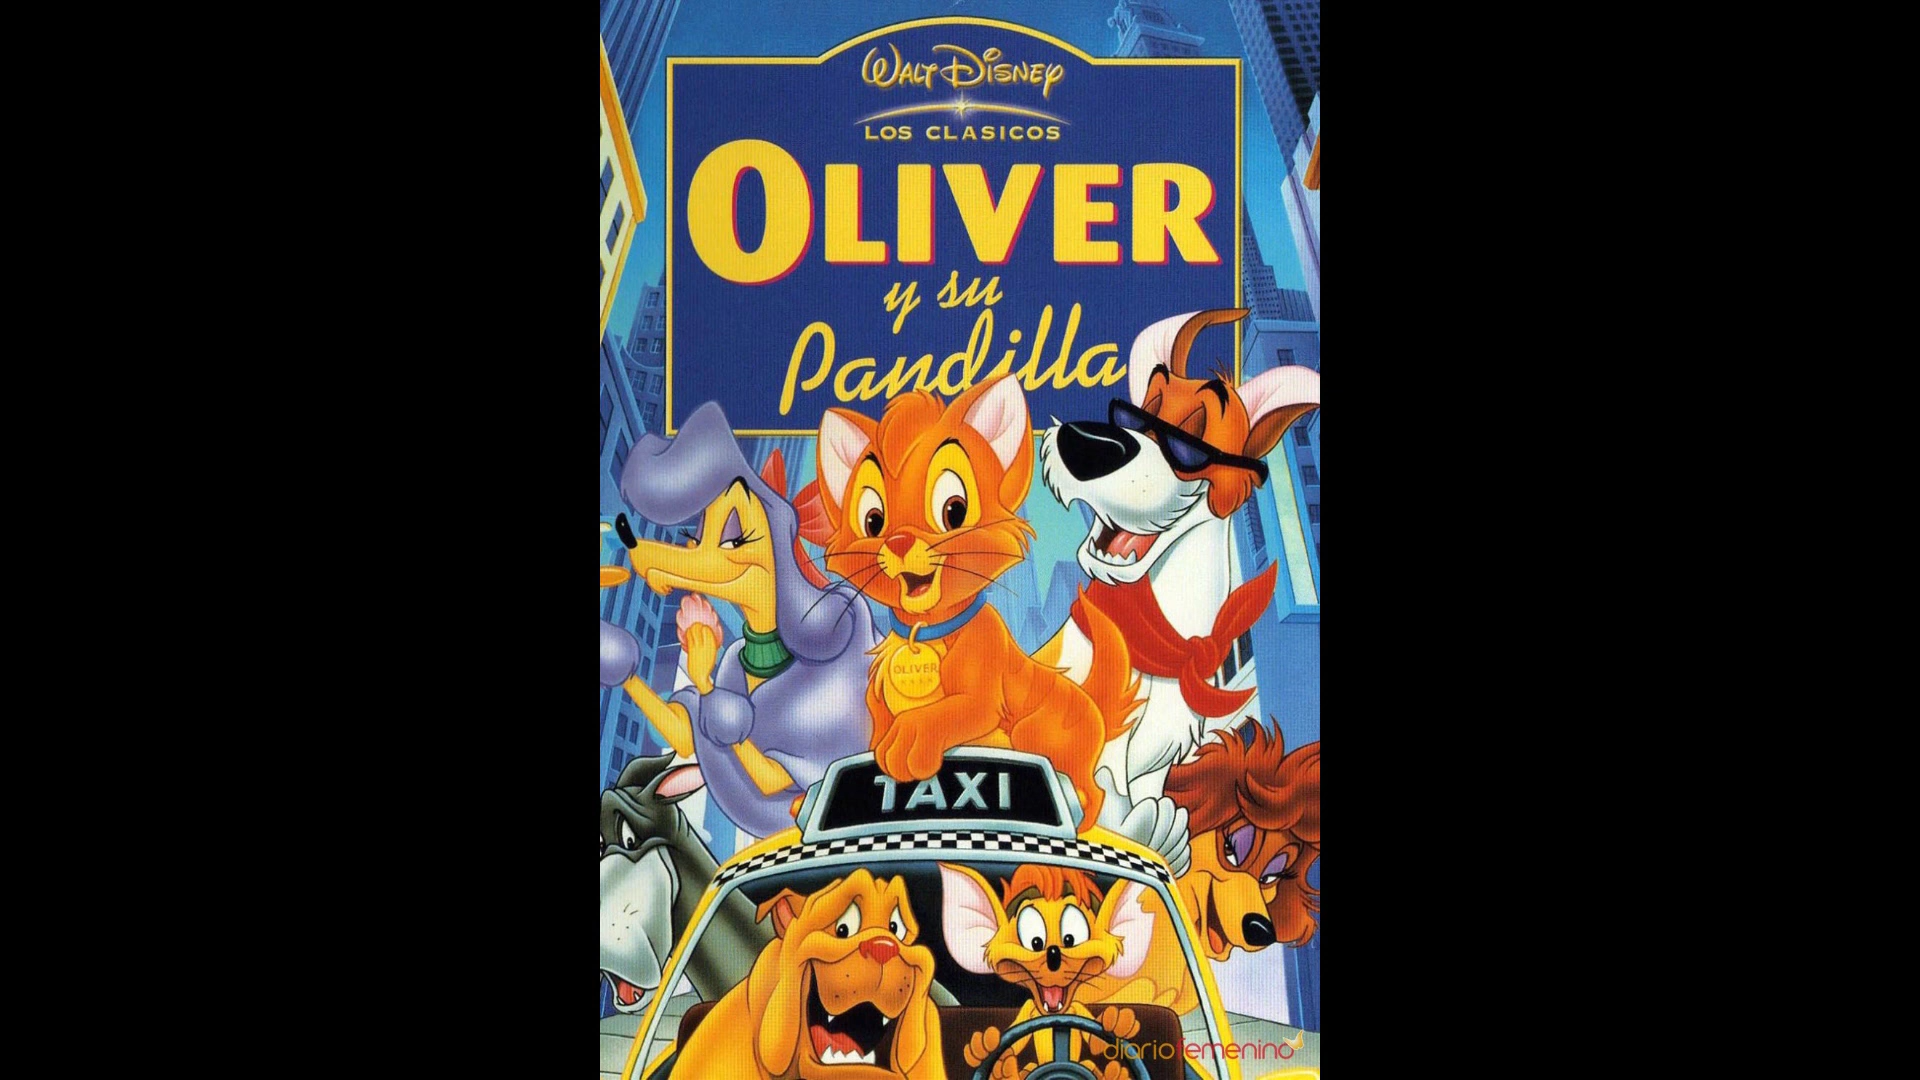 WALT DISNEY
LOS CLASICOS
OLIVER
y su
Pandilla
OLIVER
TAXI
diariofemenino